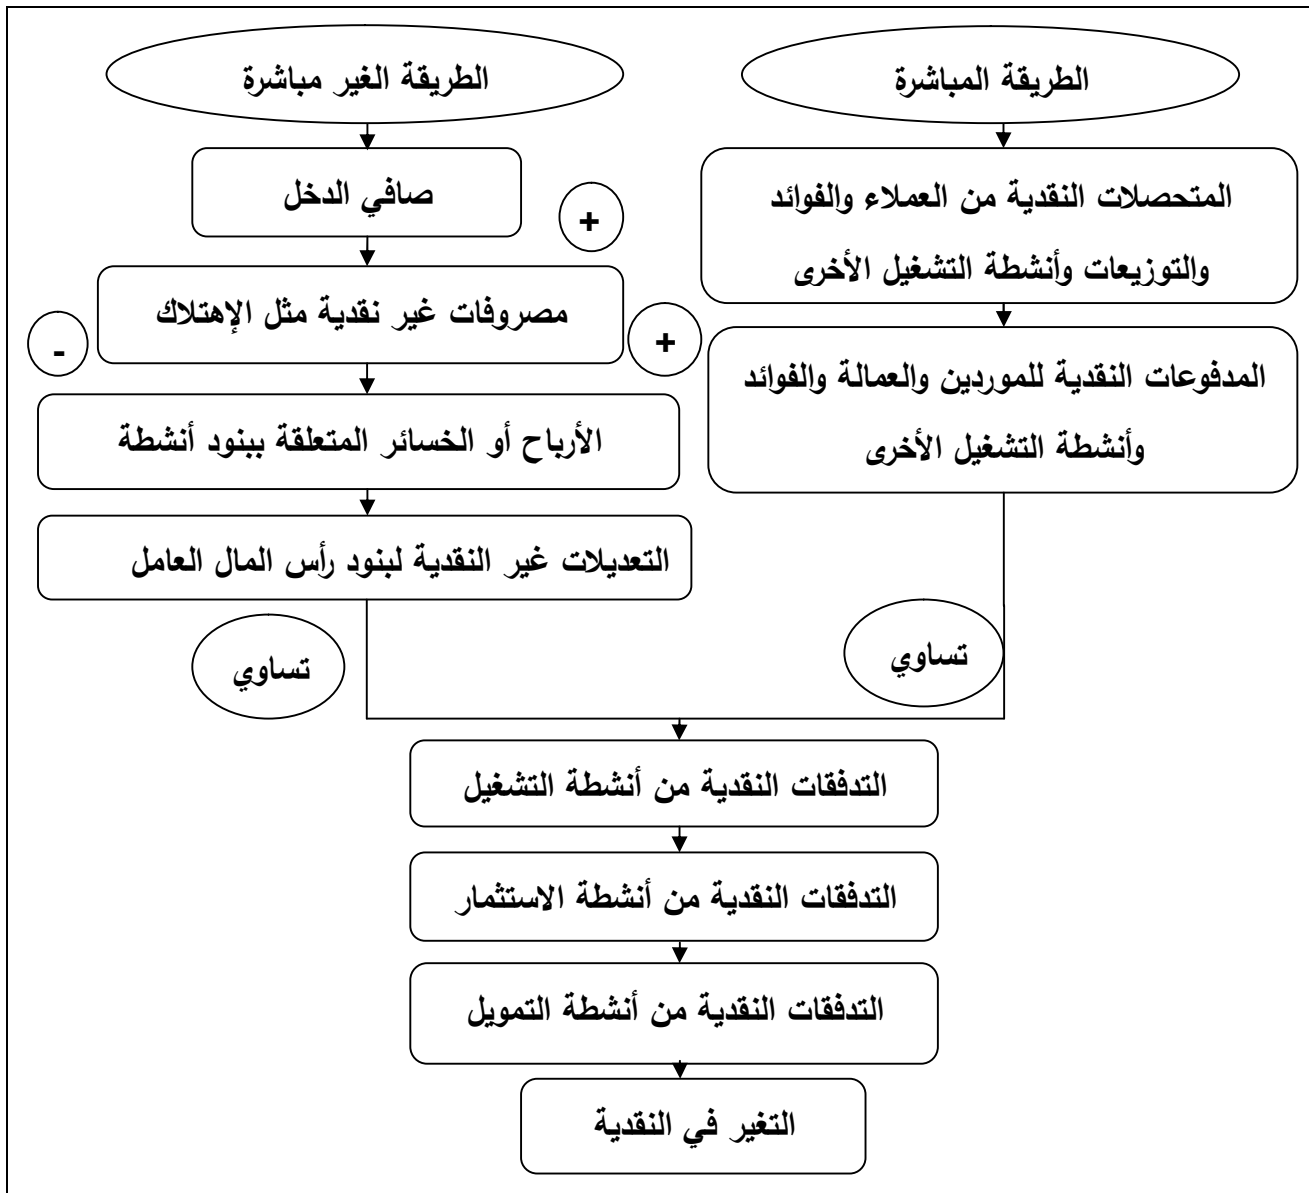 الطريقة المباشرة
الطريقة الغير مباشرة
المتحصلات النقدية من العملاء والفوائد
والتوزيعات وأنشطة التشغيل الأخرى
صافي الدخل
+
مصروفات غير نقدية مثل الإهتلاك
+
-
المدفوعات النقدية للموردين والعمالة والفوائد
وأنشطة التشغيل الأخرى
الأرباح أو الخسائر المتعلقة ببنود أنشطة
التعديلات غير النقدية لبنود رأس المال العامل
تساوي
تساوي
التدفقات النقدية من أنشطة التشغيل
التدفقات النقدية من أنشطة الاستثمار
التدفقات النقدية من أنشطة التمويل
التغير في النقدية